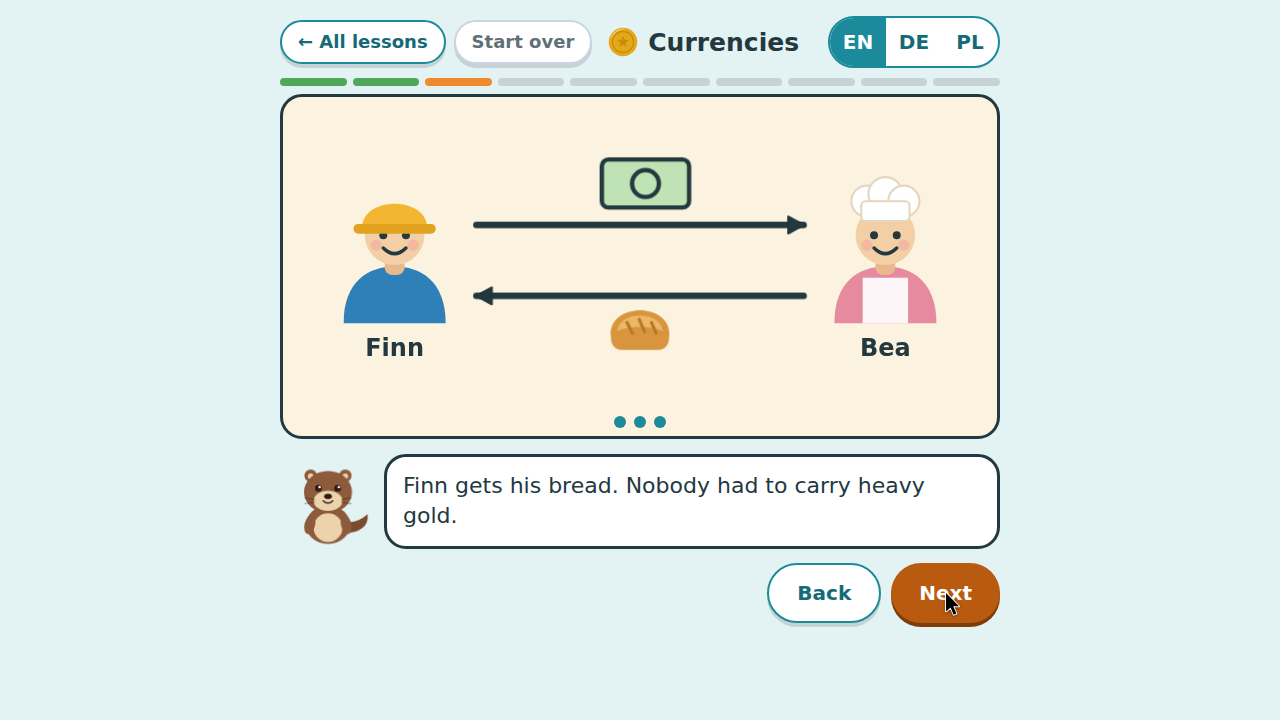 ← All lessons
Start over
Currencies
EN DE PL
Finn
Bea
Finn gets his bread. Nobody had to carry heavy
gold.
Back
Next